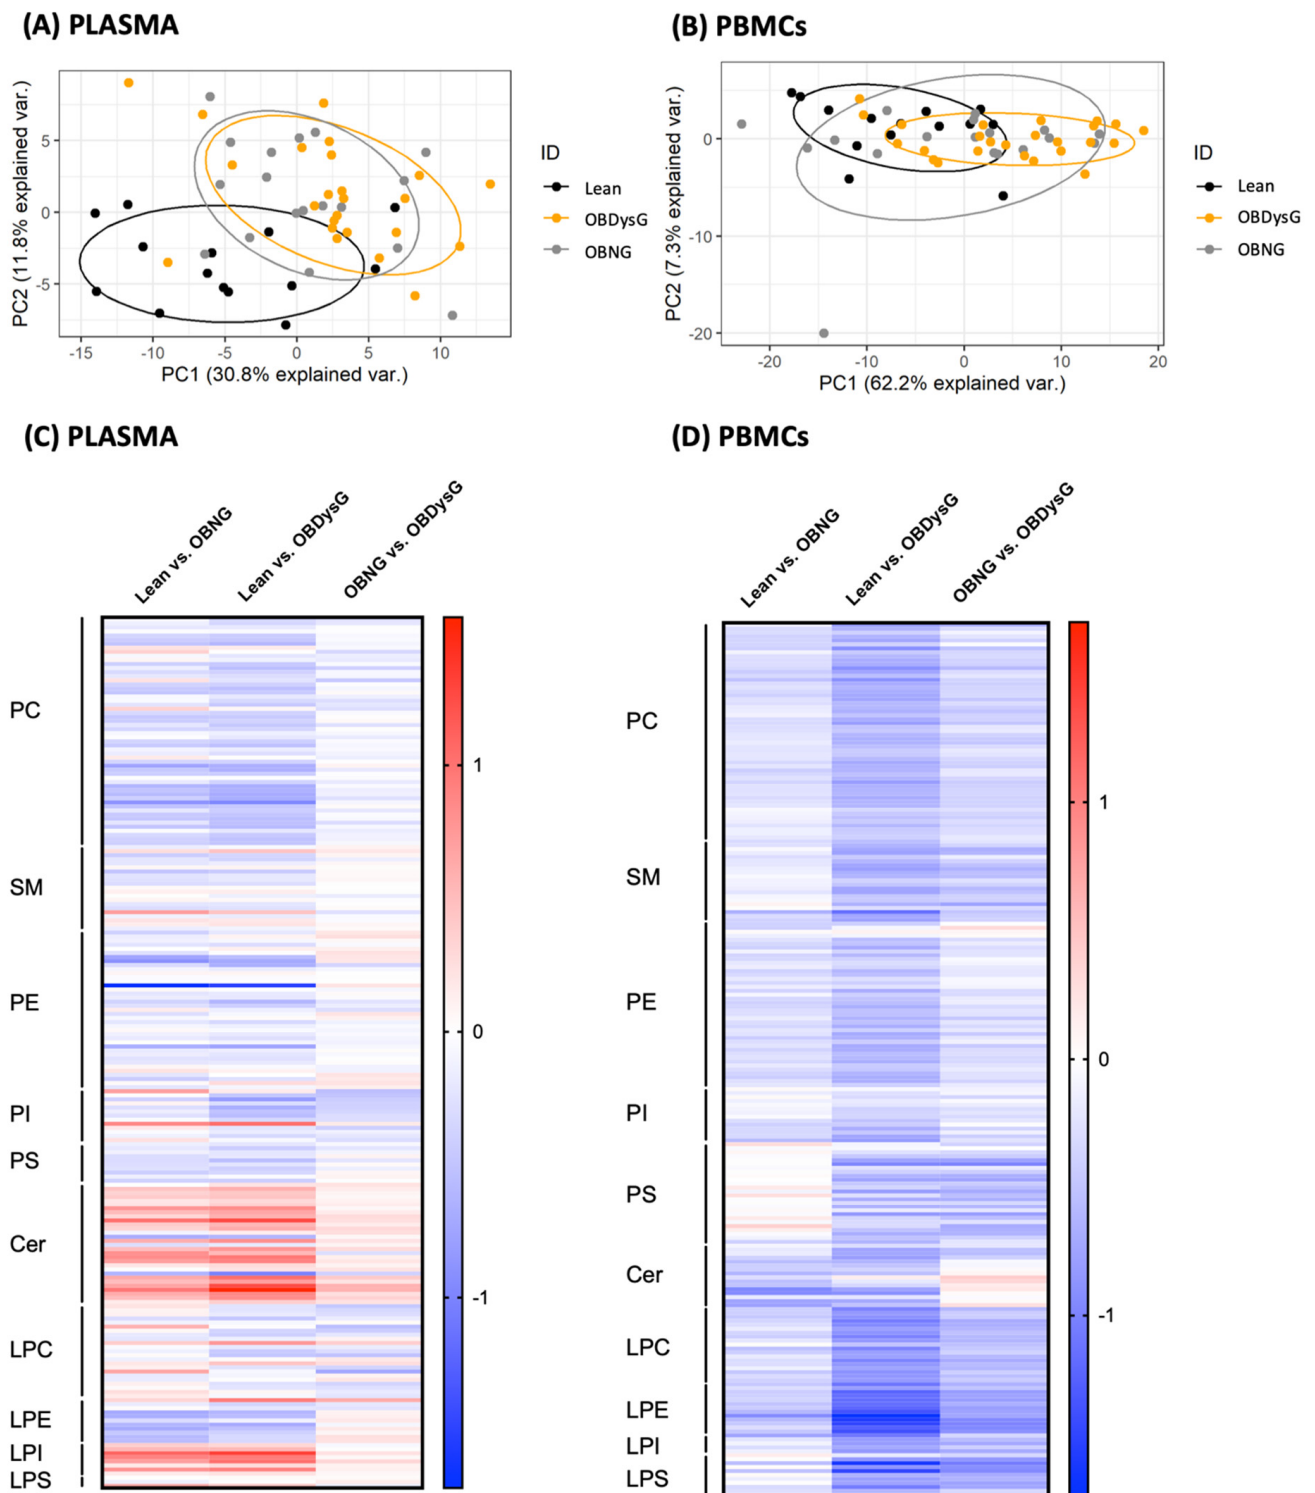 (A) PLASMA
PC2 (11.8% explained var.)
5
0
-5
-15 -10 -5 0 5 10
PC1 (30.8% explained var.)
ID
Lean
OBDysG
OBNG
(B) PBMCs
PC2 (7.3% explained var.)
0
-10
-20
-20 -10 0 10 20
PC1 (62.2% explained var.)
ID
Lean
OBDysG
OBNG
(C) PLASMA
Lean vs. OBNG
Lean vs. OBDysG
OBNG vs. OBDysG
PC
SM
PE
PI
PS
Cer
LPC
LPE
LPI
LPS
1
0
-1
(D) PBMCs
Lean vs. OBNG
Lean vs. OBDysG
OBNG vs. OBDysG
PC
SM
PE
PI
PS
Cer
LPC
LPE
LPI
LPS
1
0
-1